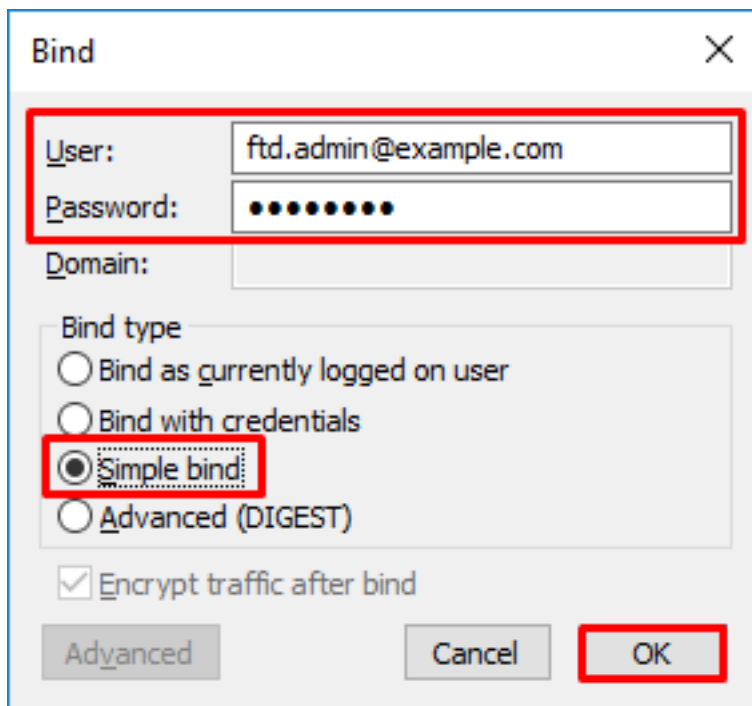 Bind
User: ftd.admin@example.com
Password: ●●●●●●●●
Domain:
Bind type
Bind as currently logged on user
Bind with credentials
Simple bind
Advanced (DIGEST)
Encrypt traffic after bind
Advanced Cancel OK